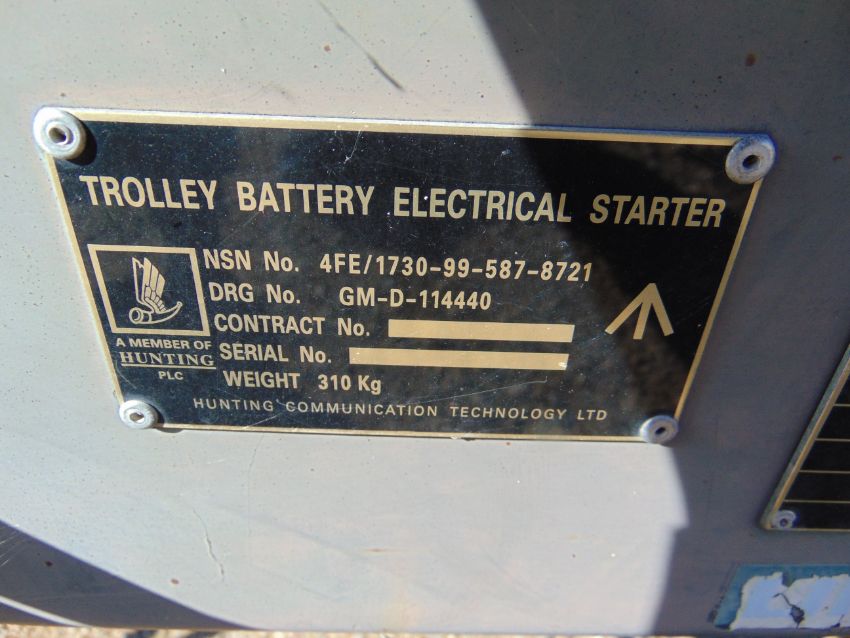 TROLLEY BATTERY ELECTRICAL STARTER
NSN No. 4FE/1730-99-587-8721
DRG No. GM-D-114440
CONTRACT No.
SERIAL No.
WEIGHT 310 Kg
A MEMBER OF
HUNTING
PLC
HUNTING COMMUNICATION TECHNOLOGY LTD